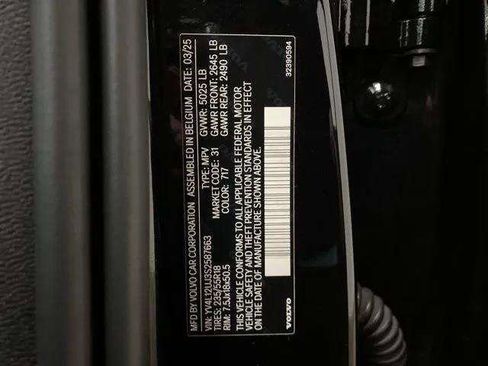 MFD BY VOLVO CAR CORPORATION ASSEMBLED IN BELGIUM DATE: 03/25
VIN: YV4L12UJ3S2587663 TYPE: MPV GVWR: 5025 LB
TIRES: 235/55R18 MARKET CODE: 31 GAWR FRONT: 2645 LB
RIM: 7.5Jx18x50.5 COLOR: 717 GAWR REAR: 2490 LB
THIS VEHICLE CONFORMS TO ALL APPLICABLE FEDERAL MOTOR
VEHICLE SAFETY AND THEFT PREVENTION STANDARDS IN EFFECT
ON THE DATE OF MANUFACTURE SHOWN ABOVE.
VOLVO
32390594